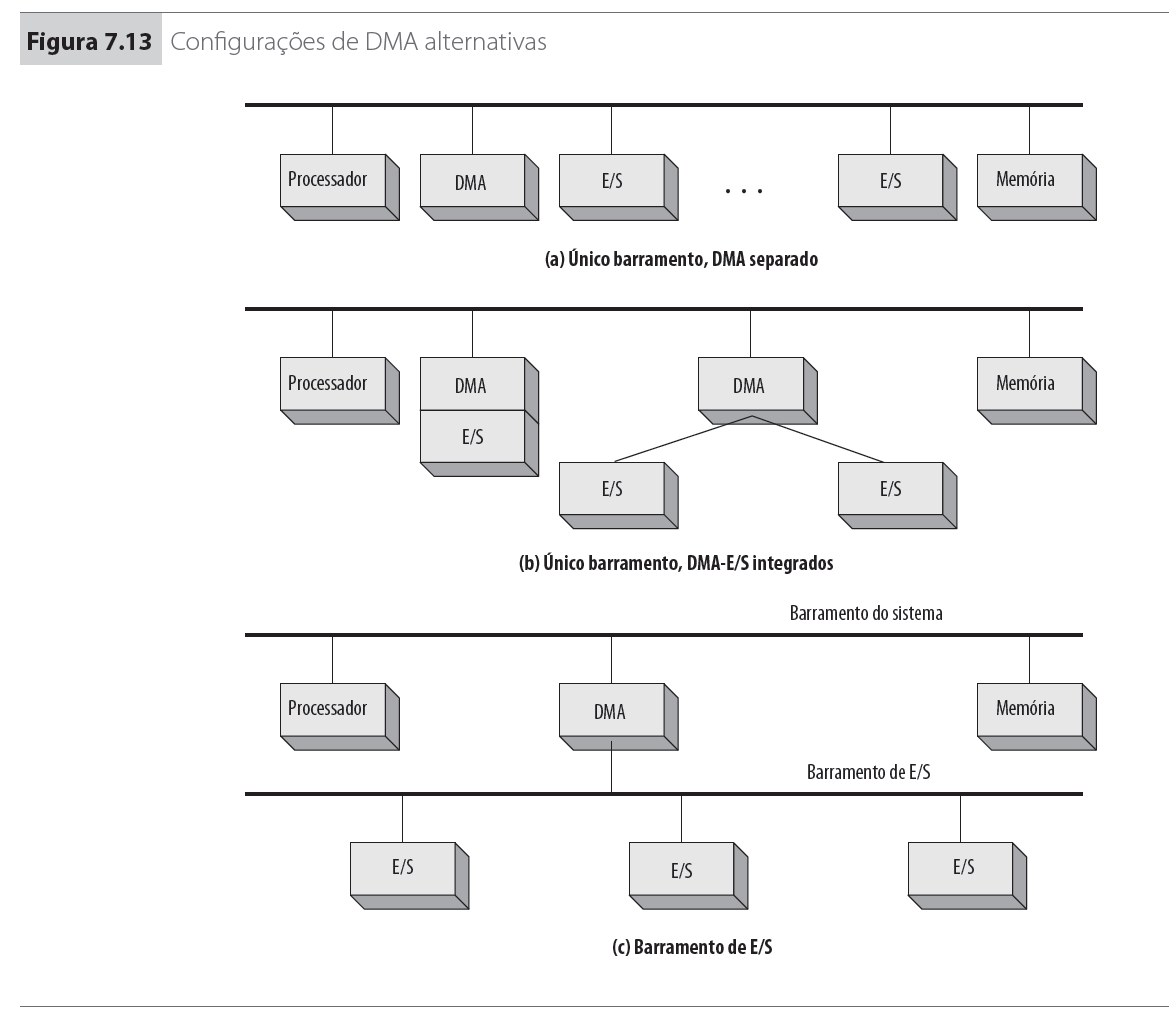 Figura 7.13 Configurações de DMA alternativas
Processador
DMA
E/S
. . .
E/S
Memória
(a) Único barramento, DMA separado
Processador
DMA
DMA
Memória
E/S
E/S
E/S
(b) Único barramento, DMA-E/S integrados
Barramento do sistema
Processador
DMA
Memória
Barramento de E/S
E/S
E/S
E/S
(c) Barramento de E/S